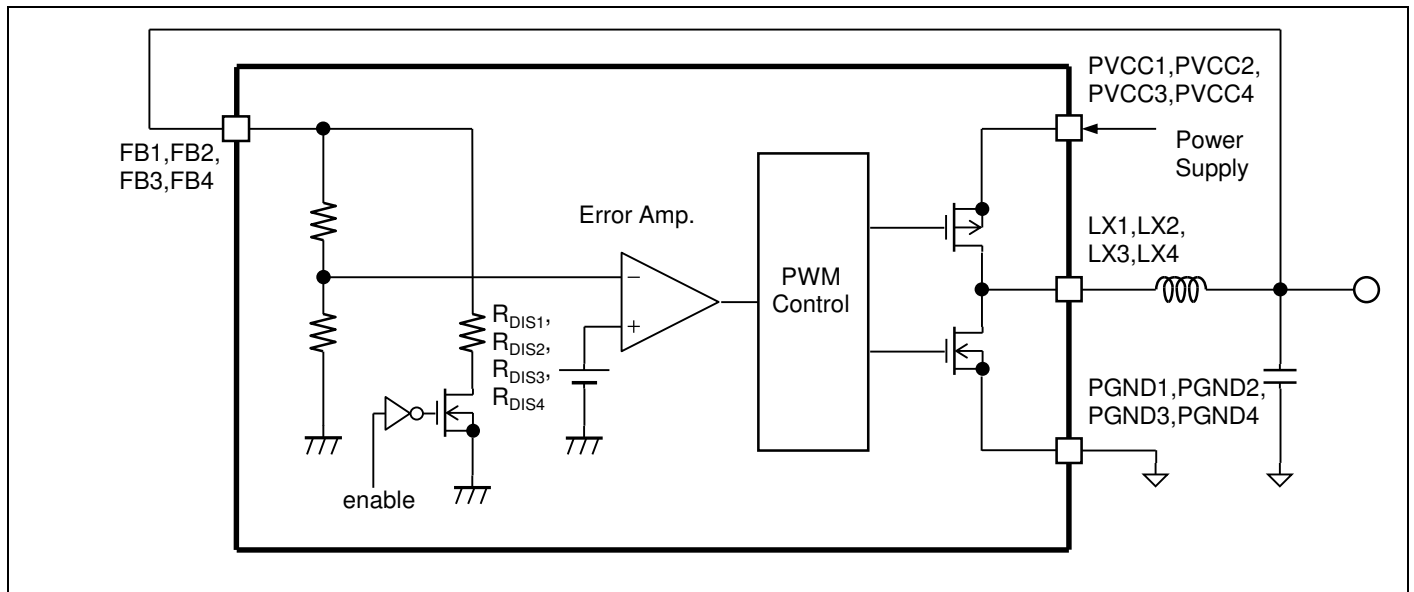 PVCC1,PVCC2,
PVCC3,PVCC4
Power
Supply
FB1,FB2,
FB3,FB4
Error Amp.
LX1,LX2,
LX3,LX4
−
+
PWM
Control
RDIS1,
RDIS2,
RDIS3,
RDIS4
PGND1,PGND2,
PGND3,PGND4
enable